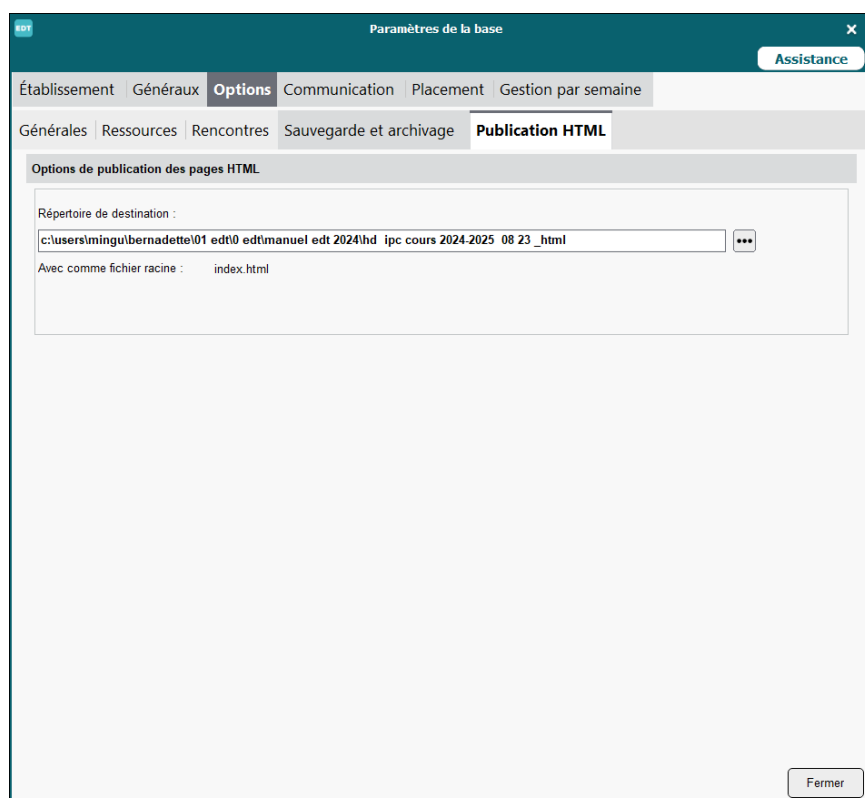 EDT Paramètres de la base
Assistance
Établissement Généraux Options Communication Placement Gestion par semaine
Générales Ressources Rencontres Sauvegarde et archivage Publication HTML
Options de publication des pages HTML
Répertoire de destination :
c:\users\mingu\bernadette\01 edt\0 edt\manuel edt 2024\hd  ipc cours 2024-2025  08 23 _html
Avec comme fichier racine : index.html
Fermer